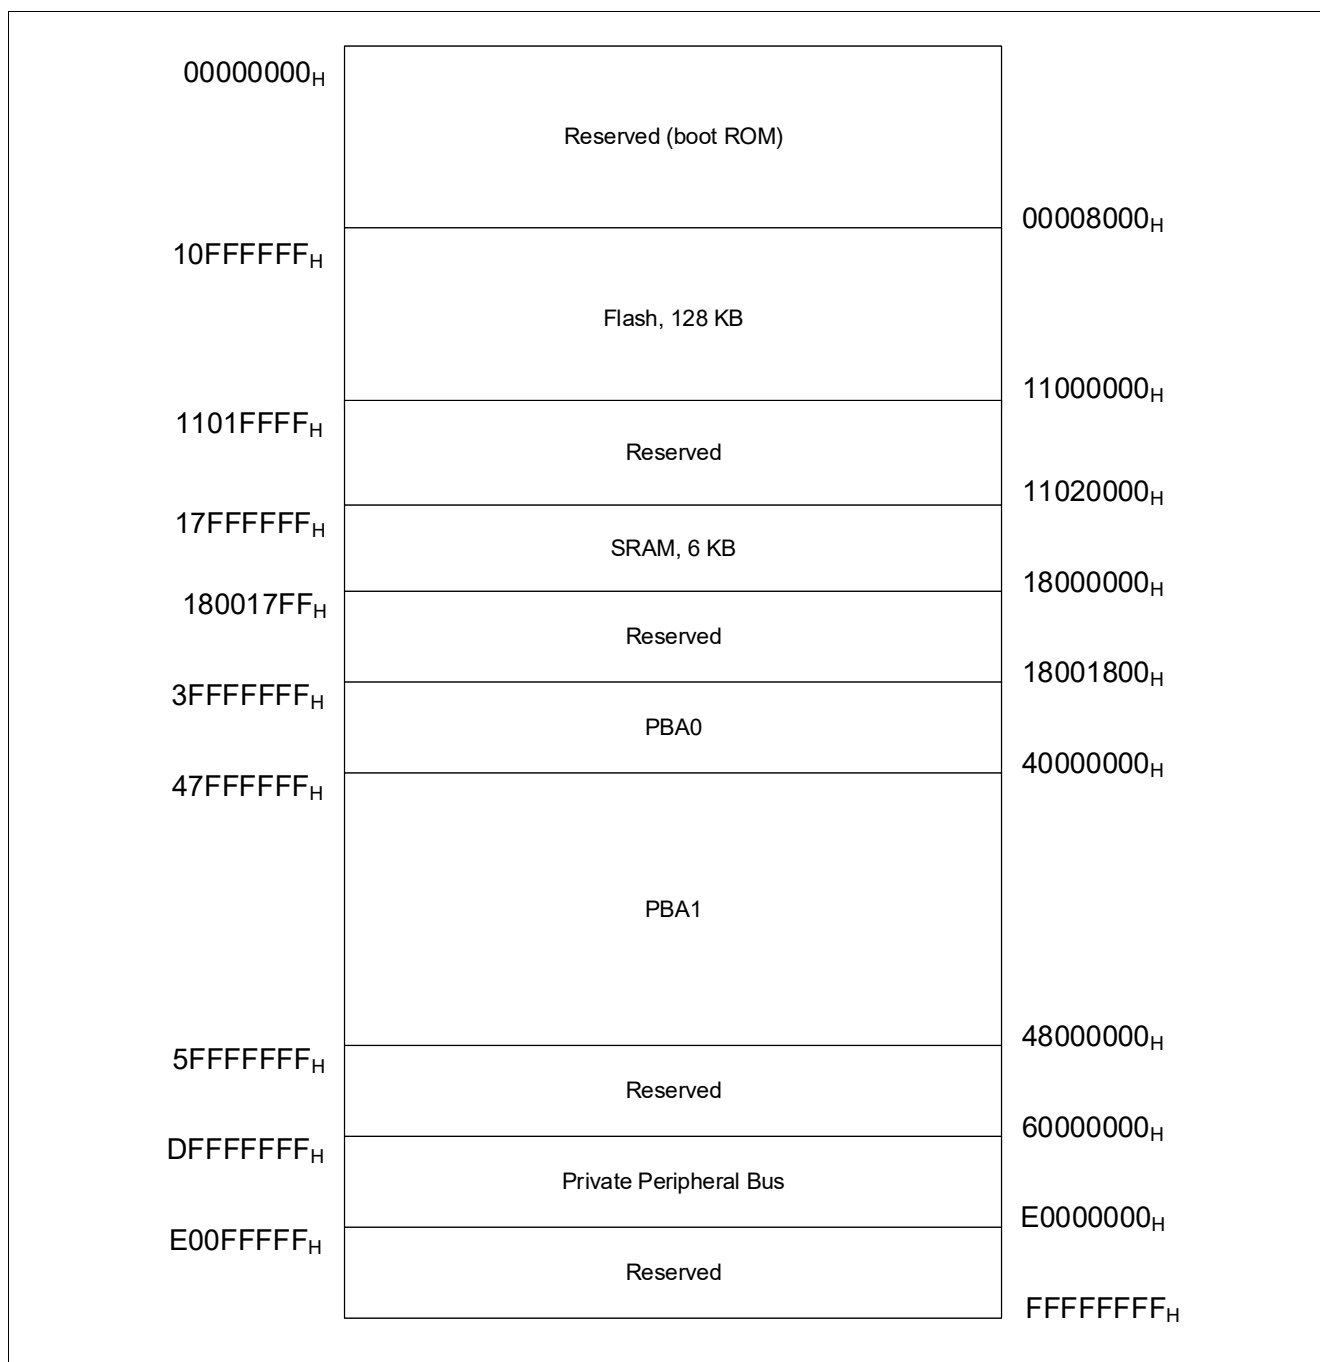 00000000H
Reserved (boot ROM)
00008000H
10FFFFFFH
Flash, 128 KB
11000000H
1101FFFFH
Reserved
11020000H
17FFFFFFH
SRAM, 6 KB
18000000H
180017FFH
Reserved
18001800H
3FFFFFFFH
PBA0
40000000H
47FFFFFFH
PBA1
48000000H
5FFFFFFFH
Reserved
60000000H
DFFFFFFFH
Private Peripheral Bus
E0000000H
E00FFFFFH
Reserved
FFFFFFFFH